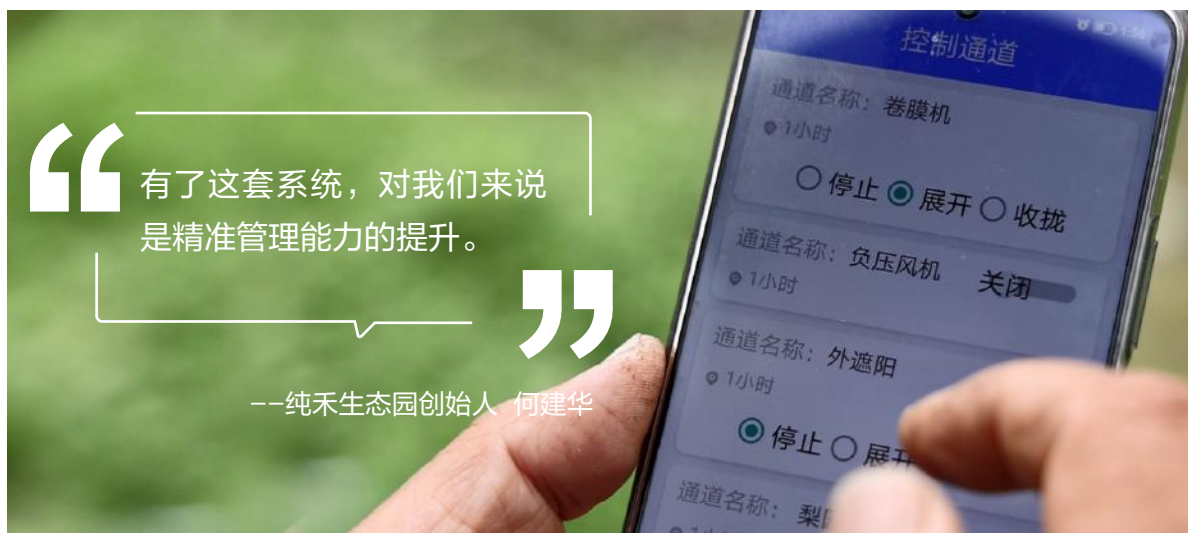 “
有了这套系统，对我们来说
是精准管理能力的提升。
”
--纯禾生态园创始人 何建华
控制通道
通道名称：卷膜机
1小时
停止 展开 收拢
通道名称：负压风机 关闭
1小时
通道名称：外遮阳
1小时
停止 展开
通道名称：梨